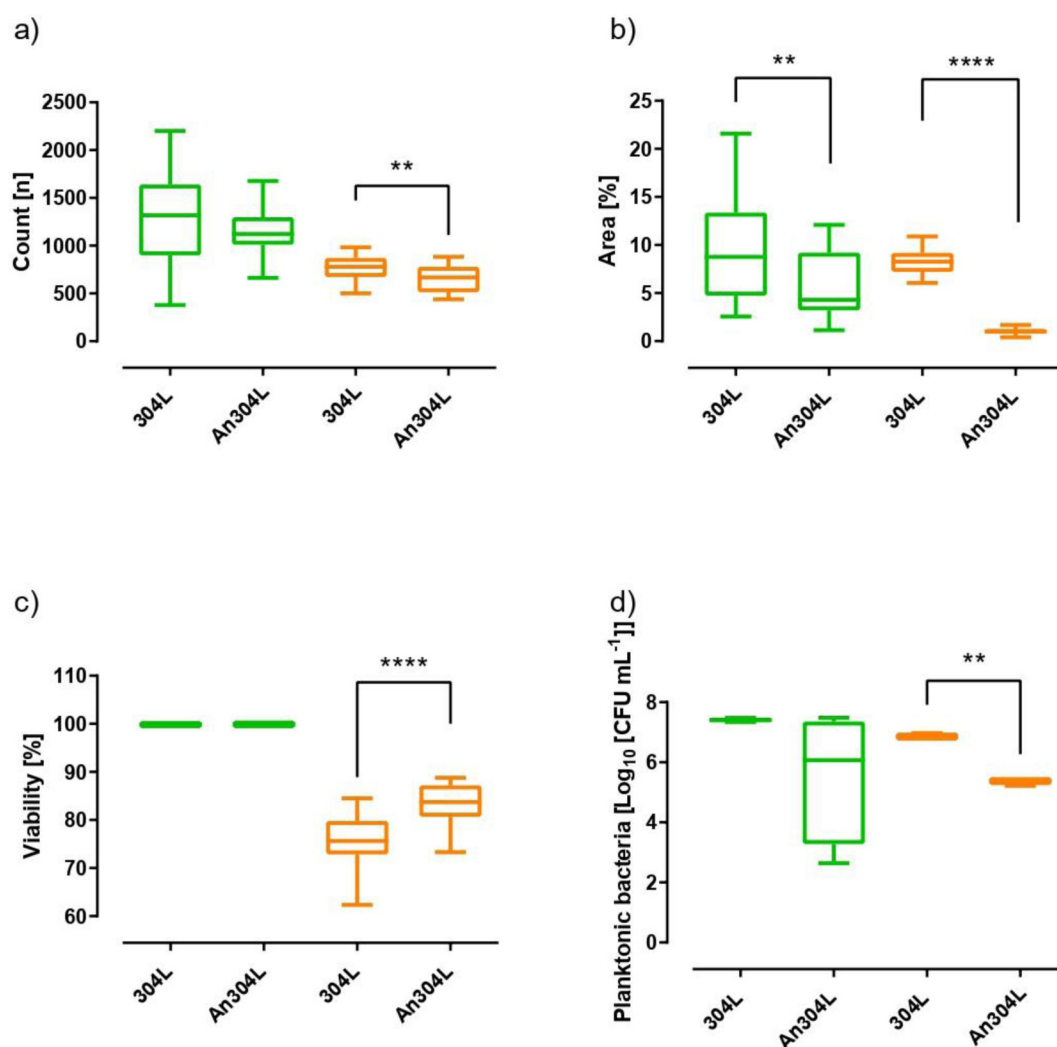 a)
**
Count [n]
2500
2000
1500
1000
500
0
304L
An304L
304L
An304L
b)
**
****
Area [%]
25
20
15
10
5
0
304L
An304L
304L
An304L
c)
****
Viability [%]
110
100
90
80
70
60
304L
An304L
304L
An304L
d)
**
Planktonic bacteria [Log₁₀ [CFU mL⁻¹]]
8
6
4
2
0
304L
An304L
304L
An304L